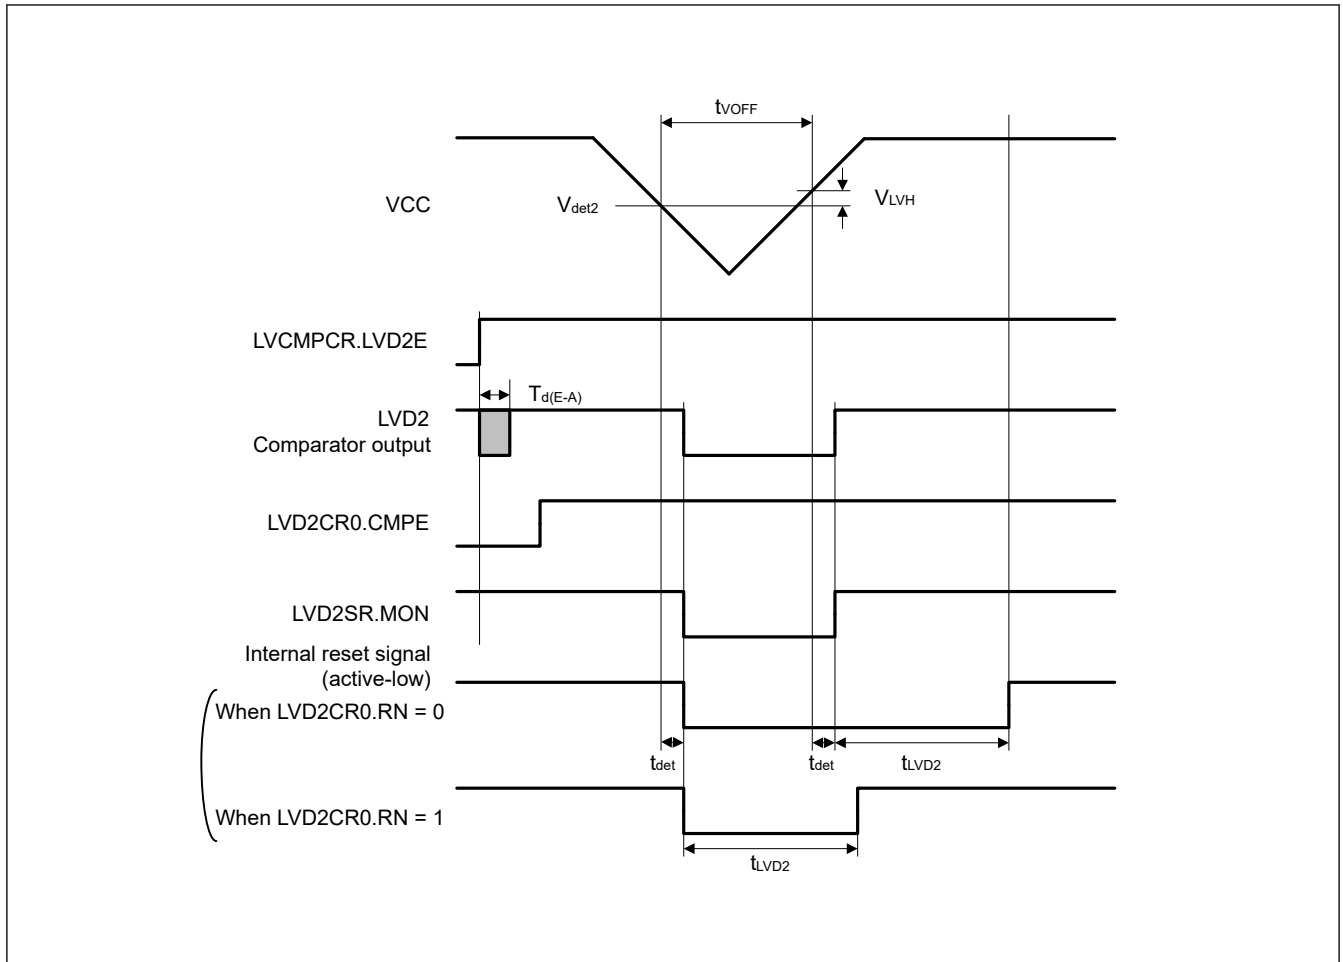 tVOFF
VCC
Vdet2
VLVH
LVCMPCR.LVD2E
Td(E-A)
LVD2
Comparator output
LVD2CR0.CMPE
LVD2SR.MON
Internal reset signal
(active-low)
When LVD2CR0.RN = 0
tdet
tdet
tLVD2
When LVD2CR0.RN = 1
tLVD2